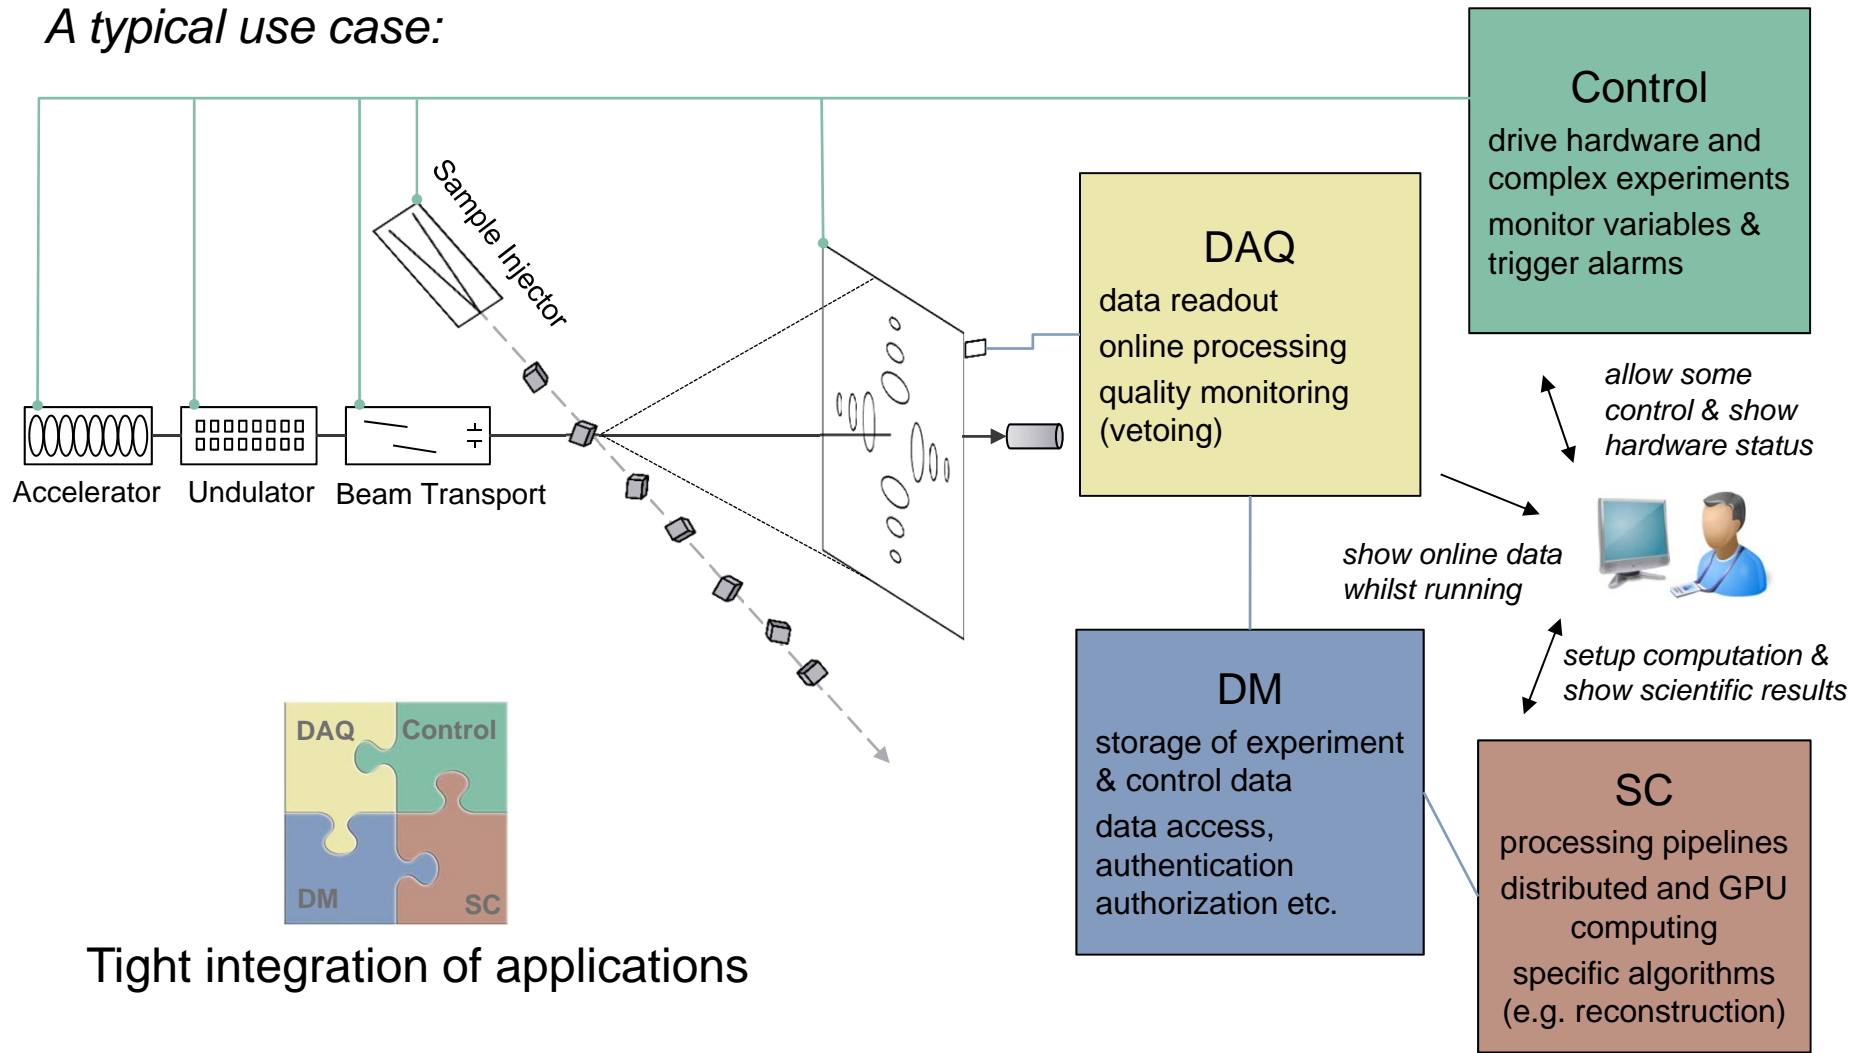 A typical use case:
Control
drive hardware and
complex experiments
monitor variables &
trigger alarms
Sample Injector
DAQ
data readout
online processing
quality monitoring
(vetoing)
allow some
control & show
hardware status
Accelerator
Undulator
Beam Transport
show online data
whilst running
setup computation &
show scientific results
DM
storage of experiment
& control data
data access,
authentication
authorization etc.
SC
processing pipelines
distributed and GPU
computing
specific algorithms
(e.g. reconstruction)
DAQ
Control
DM
SC
Tight integration of applications